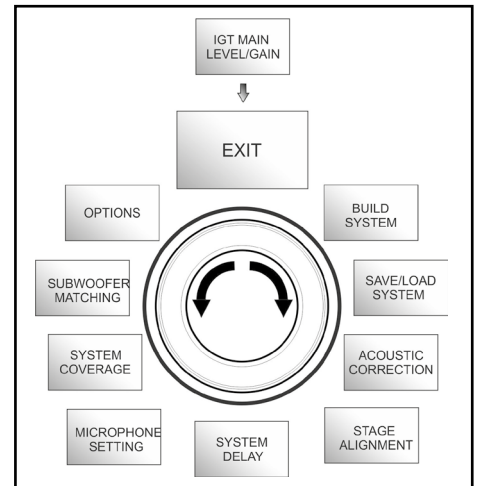 IGT MAIN
LEVEL/GAIN
EXIT
OPTIONS
BUILD
SYSTEM
SUBWOOFER
MATCHING
SAVE/LOAD
SYSTEM
SYSTEM
COVERAGE
ACOUSTIC
CORRECTION
MICROPHONE
SETTING
SYSTEM
DELAY
STAGE
ALIGNMENT